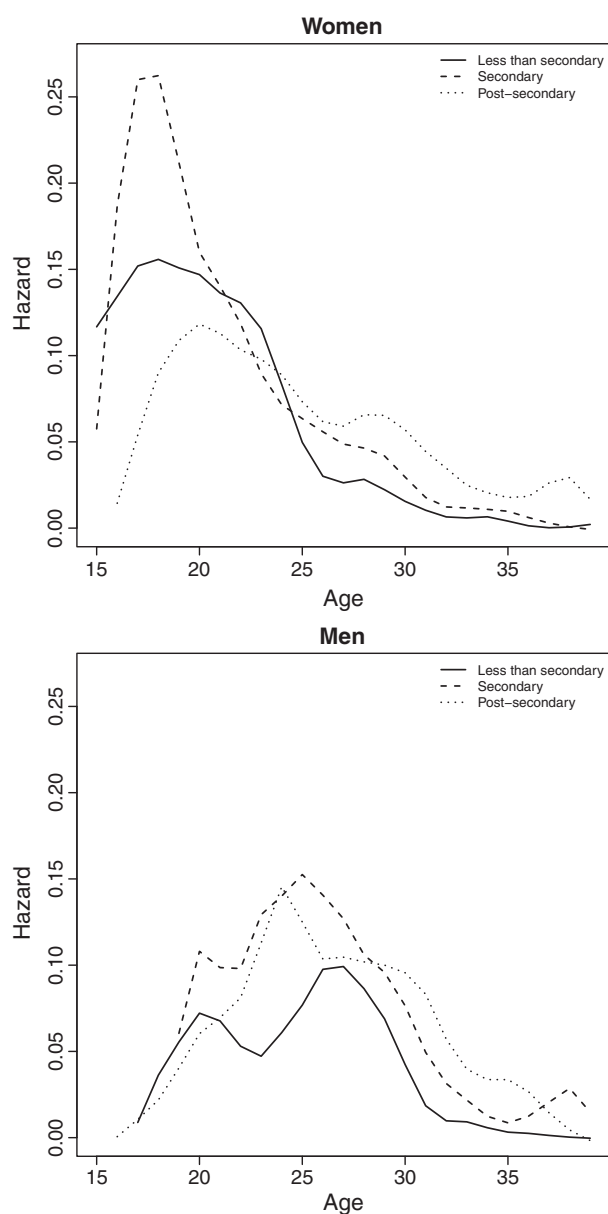 Women
Less than secondary
Secondary
Post-secondary
0.25
0.20
0.15
0.10
0.05
0.00
Hazard
15 20 25 30 35
Age
Men
Less than secondary
Secondary
Post-secondary
0.25
0.20
0.15
0.10
0.05
0.00
Hazard
15 20 25 30 35
Age